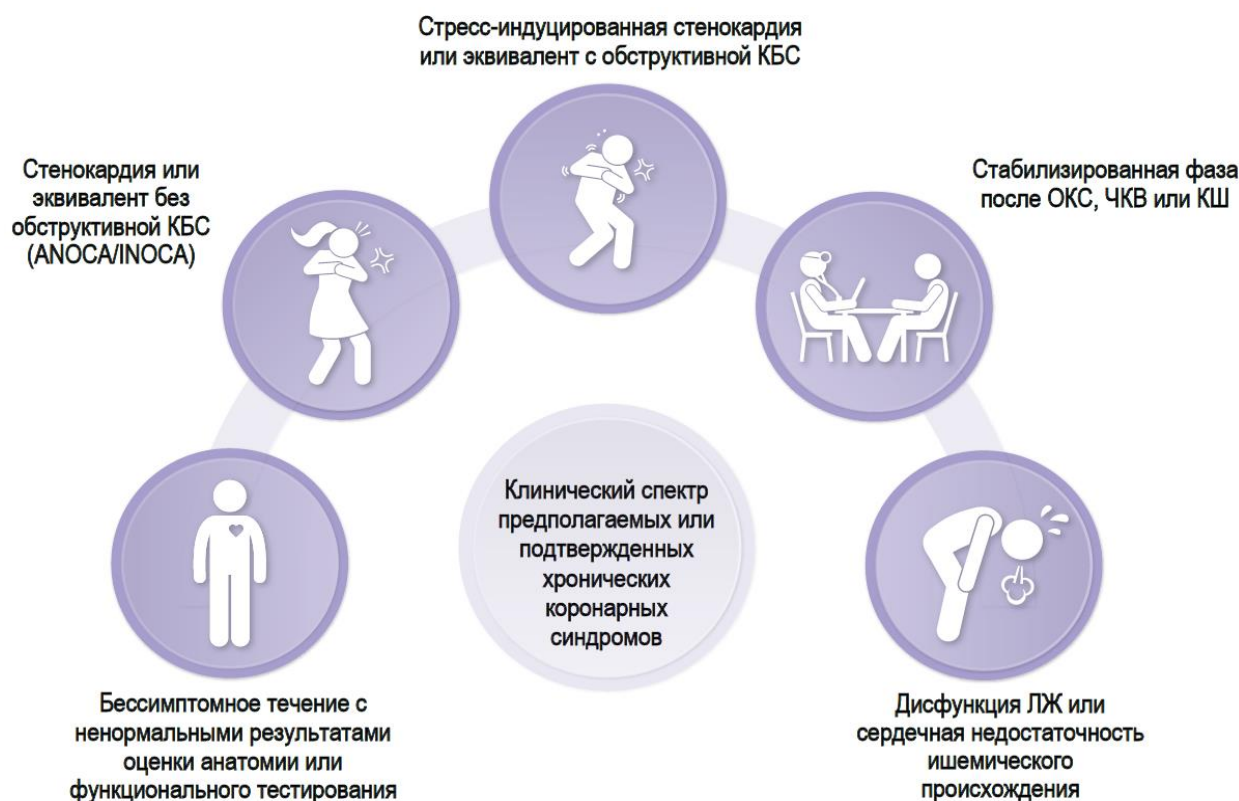 Стресс-индуцированная стенокардия
или эквивалент с обструктивной КБС
Стенокардия или
эквивалент без
обструктивной КБС
(ANOCA/INOCA)
Стабилизированная фаза
после ОКС, ЧКВ или КШ
Клинический спектр
предполагаемых или
подтвержденных
хронических
коронарных
синдромов
Бессимптомное течение с
ненормальными результатами
оценки анатомии или
функционального тестирования
Дисфункция ЛЖ или
сердечная недостаточность
ишемического
происхождения